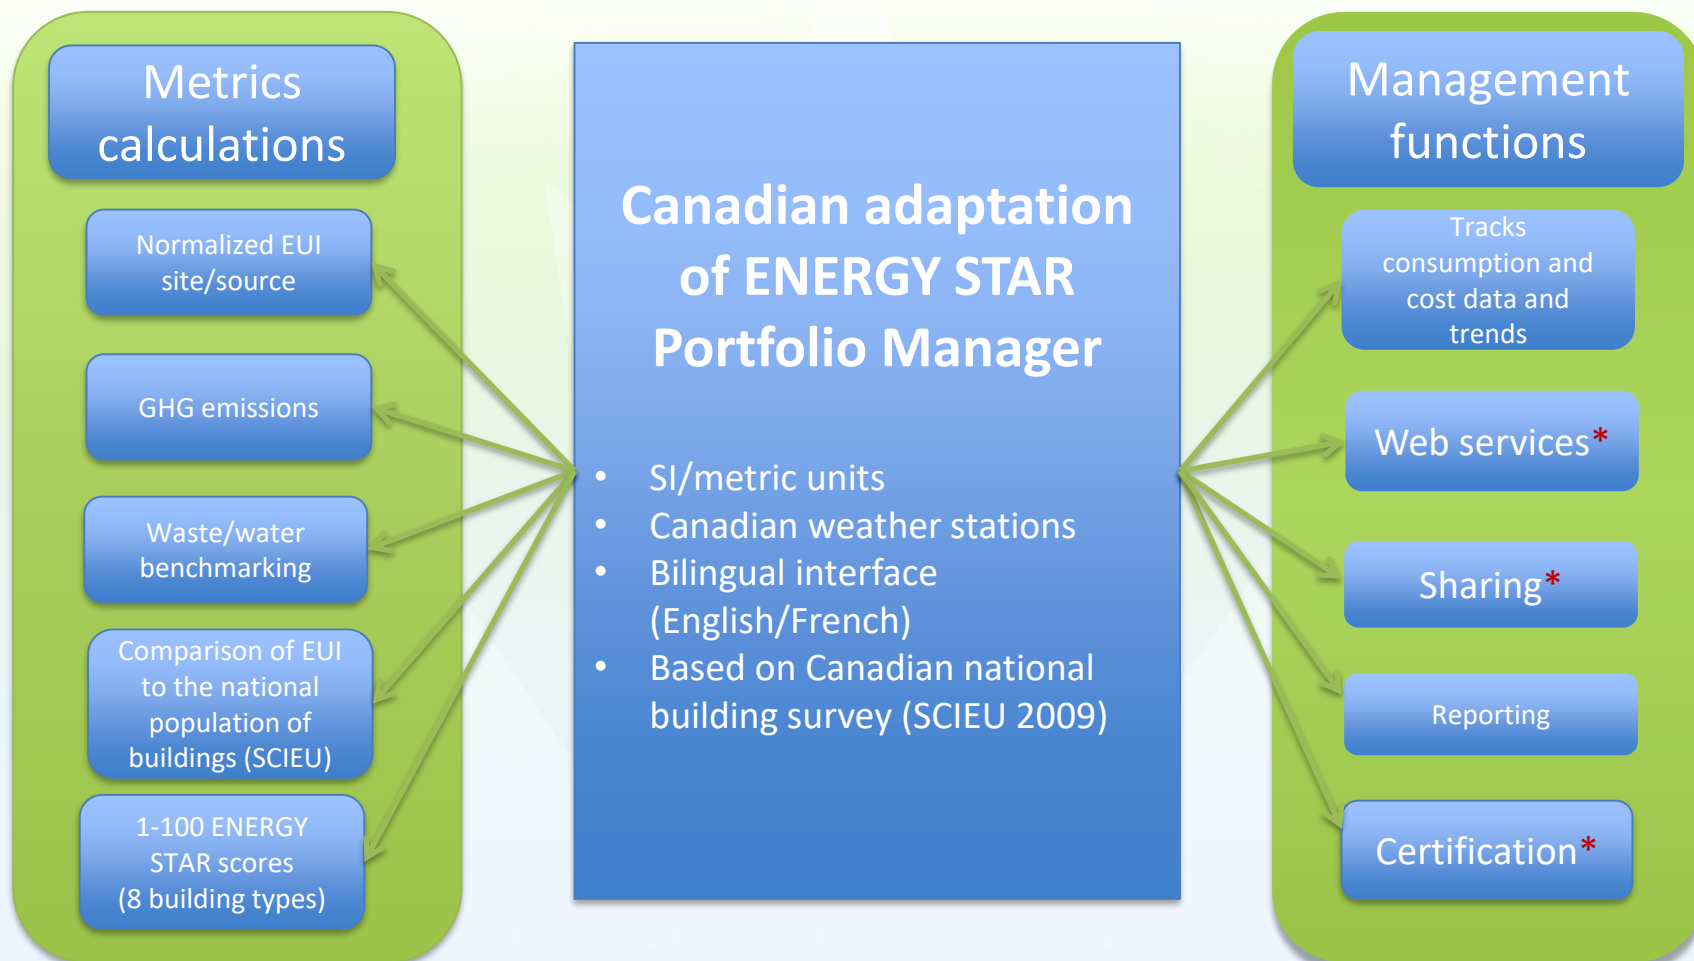 Metrics
calculations
Normalized EUI
site/source
GHG emissions
Waste/water
benchmarking
Comparison of EUI
to the national
population of
buildings (SCIEU)
1-100 ENERGY
STAR scores
(8 building types)
Canadian adaptation
of ENERGY STAR
Portfolio Manager
• SI/metric units
• Canadian weather stations
• Bilingual interface
(English/French)
• Based on Canadian national
building survey (SCIEU 2009)
Management
functions
Tracks
consumption and
cost data and
trends
Web services*
Sharing*
Reporting
Certification*